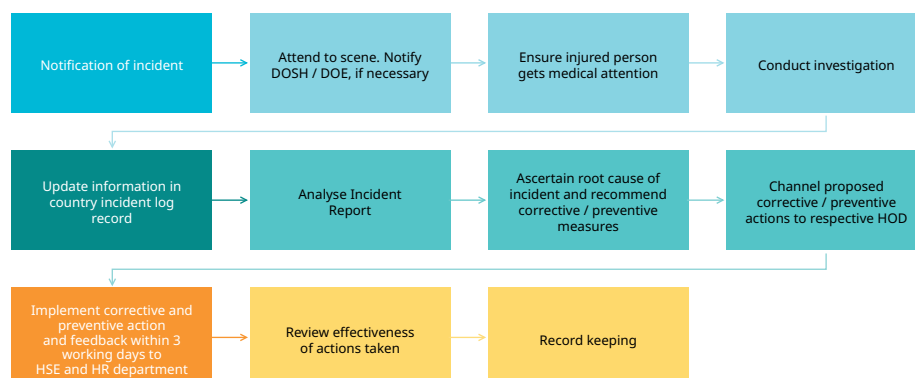 Notification of incident
Attend to scene. Notify
DOSH / DOE, if necessary
Ensure injured person
gets medical attention
Conduct investigation
Update information in
country incident log
record
Analyse Incident
Report
Ascertain root cause of
incident and recommend
corrective / preventive
measures
Channel proposed
corrective / preventive
actions to respective HOD
Implement corrective and
preventive action
and feedback within 3
working days to
HSE and HR department
Review effectiveness
of actions taken
Record keeping